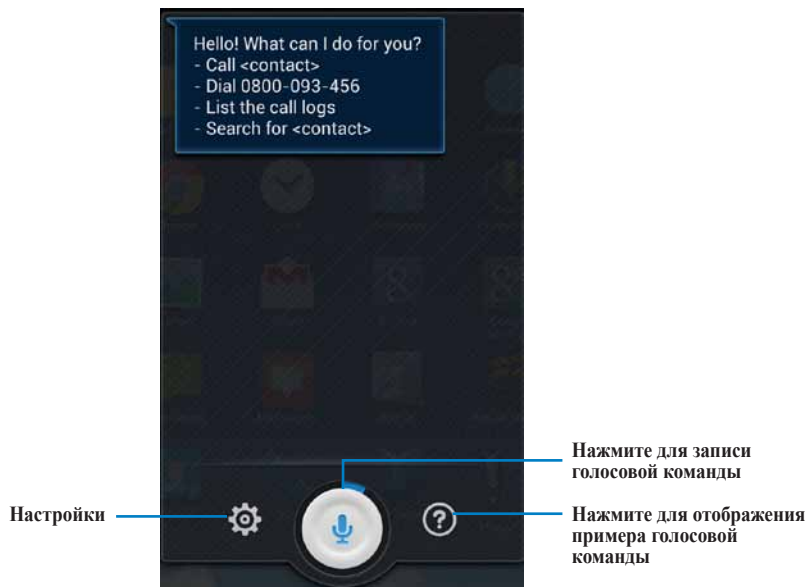 Hello! What can I do for you?
- Call <contact>
- Dial 0800-093-456
- List the call logs
- Search for <contact>
Нажмите для записи
голосовой команды
Настройки
Нажмите для отображения
примера голосовой
команды